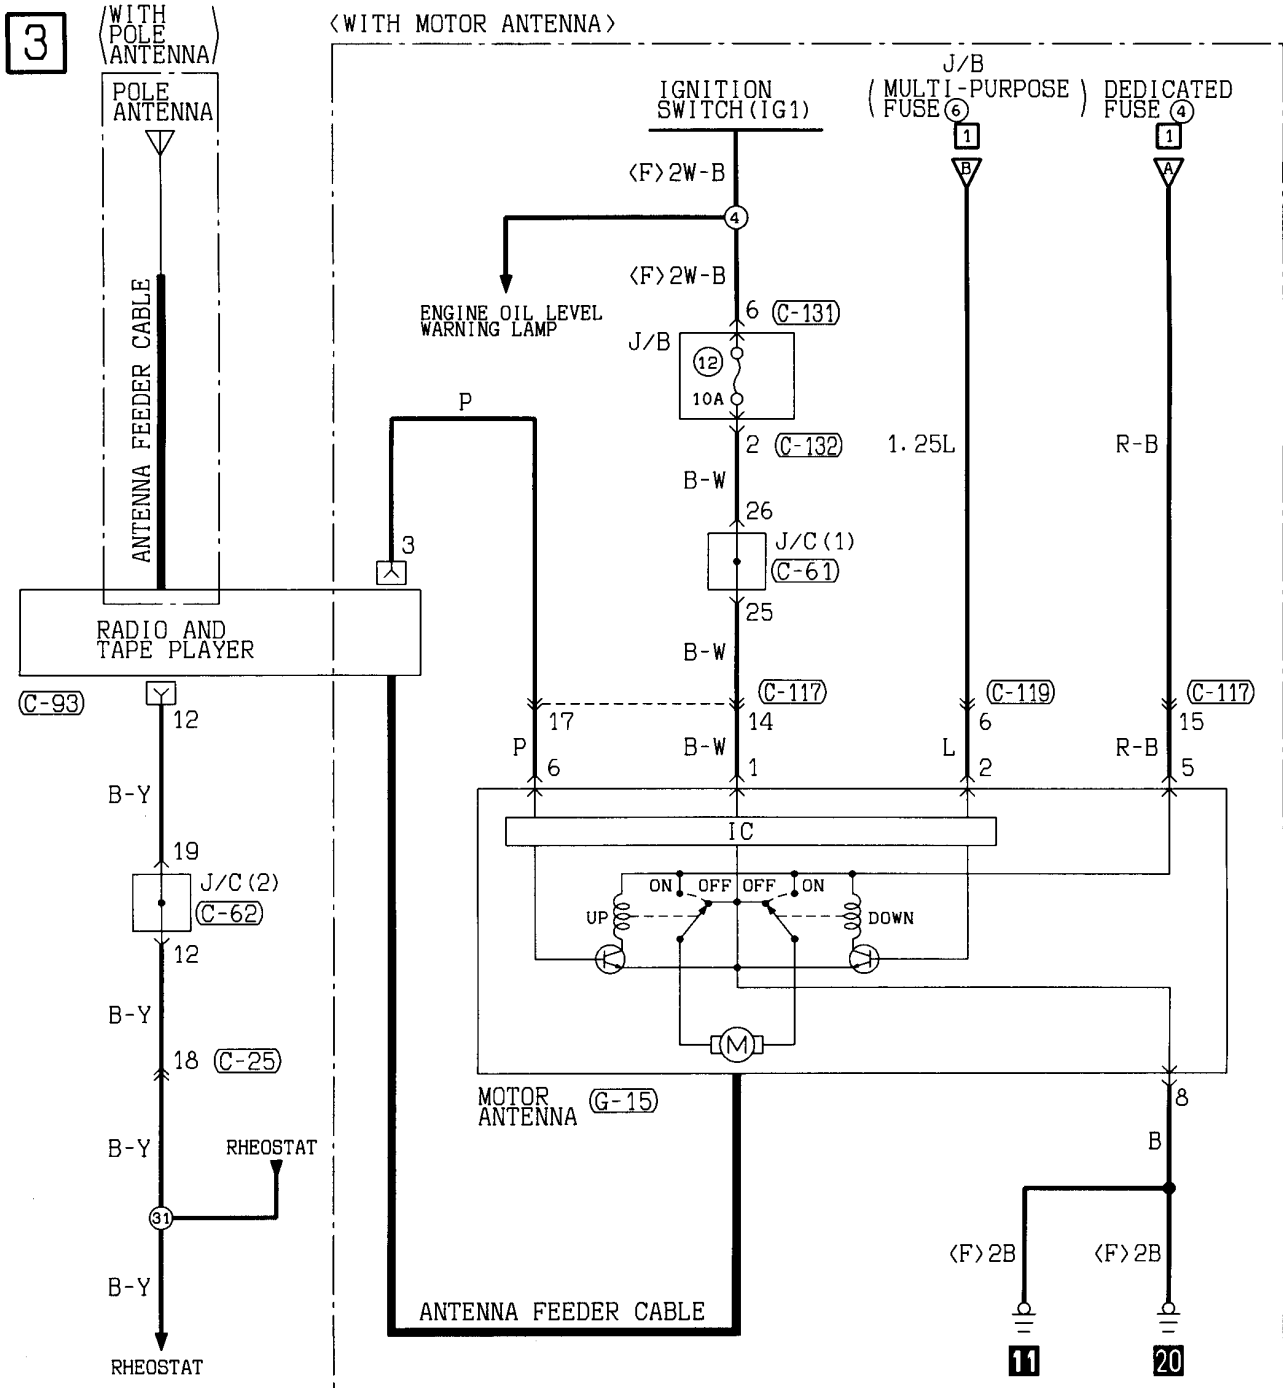 3
〈WITH
POLE
ANTENNA〉
〈WITH MOTOR ANTENNA〉
POLE
ANTENNA
IGNITION
SWITCH(IG1)
J/B
(MULTI-PURPOSE)
FUSE ⑥
1
B
DEDICATED
FUSE ④
1
A
〈F〉2W-B
4
〈F〉2W-B
ENGINE OIL LEVEL
WARNING LAMP
6 C-131
J/B
12
10A
2 C-132
ANTENNA FEEDER CABLE
P
1.25L
R-B
B-W
26
J/C(1)
C-61
3
25
RADIO AND
TAPE PLAYER
B-W
C-93
12
17
C-117
14
C-119
6
C-117
15
P
B-W
L
R-B
6
1
2
5
B-Y
IC
19
J/C(2)
C-62
12
ON OFF OFF ON
UP
DOWN
B-Y
M
18 C-25
MOTOR
ANTENNA
G-15
8
B-Y
RHEOSTAT
B
31
〈F〉2B
〈F〉2B
B-Y
ANTENNA FEEDER CABLE
RHEOSTAT
11
20